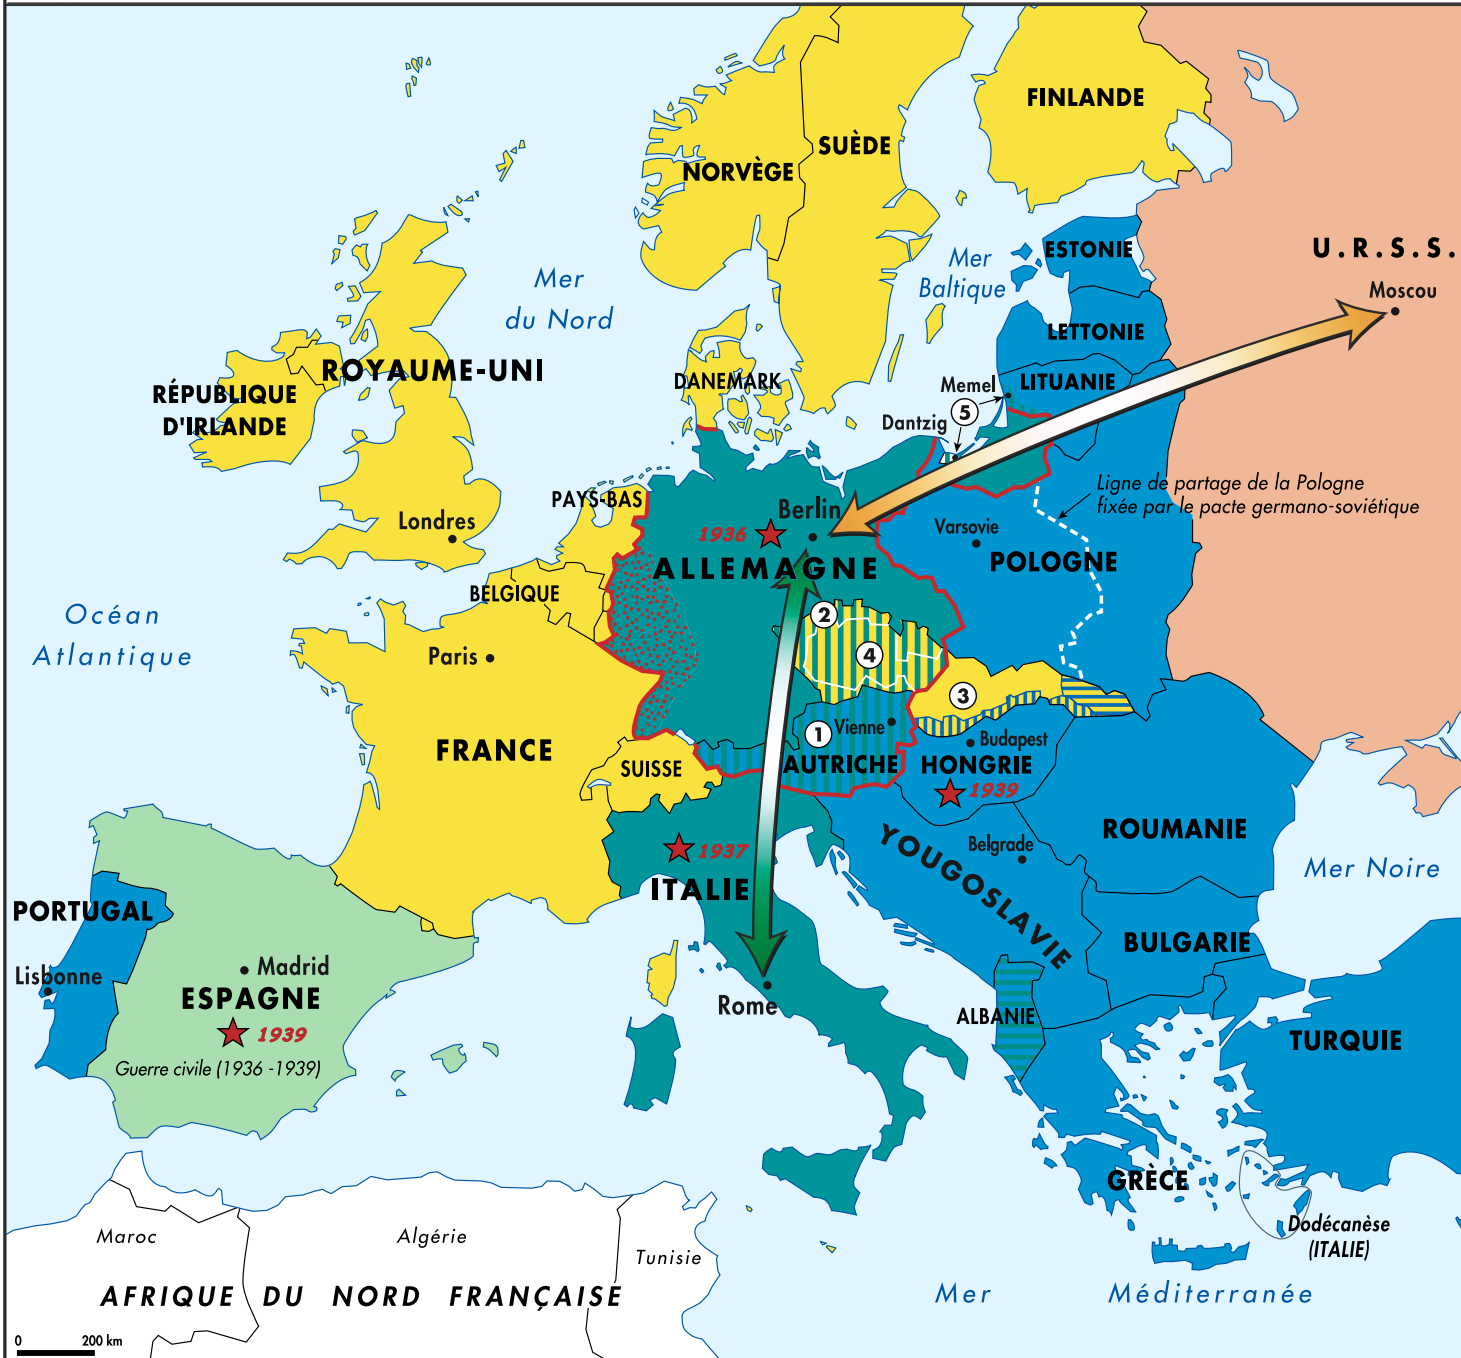 FINLANDE
SUÈDE
NORVÈGE
U.R.S.S.
Moscou
ESTONIE
Mer
Baltique
Mer
du Nord
LETTONIE
ROYAUME-UNI
DANEMARK
Memel
LITUANIE
RÉPUBLIQUE
D'IRLANDE
5
Dantzig
Ligne de partage de la Pologne
fixée par le pacte germano-soviétique
PAYS-BAS
Londres
Berlin
1936
Varsovie
ALLEMAGNE
POLOGNE
BELGIQUE
Océan
Atlantique
2
4
Paris
3
1
Vienne
Budapest
FRANCE
SUISSE
AUTRICHE
HONGRIE
1939
ROUMANIE
YOUGOSLAVIE
Belgrade
1937
ITALIE
Mer Noire
PORTUGAL
BULGARIE
Lisbonne
Madrid
ESPAGNE
1939
Guerre civile (1936 -1939)
Rome
ALBANIE
TURQUIE
GRÈCE
Dodécanèse
(ITALIE)
Maroc
Algérie
Tunisie
AFRIQUE DU NORD FRANÇAISE
Mer Méditerranée
0 200 km